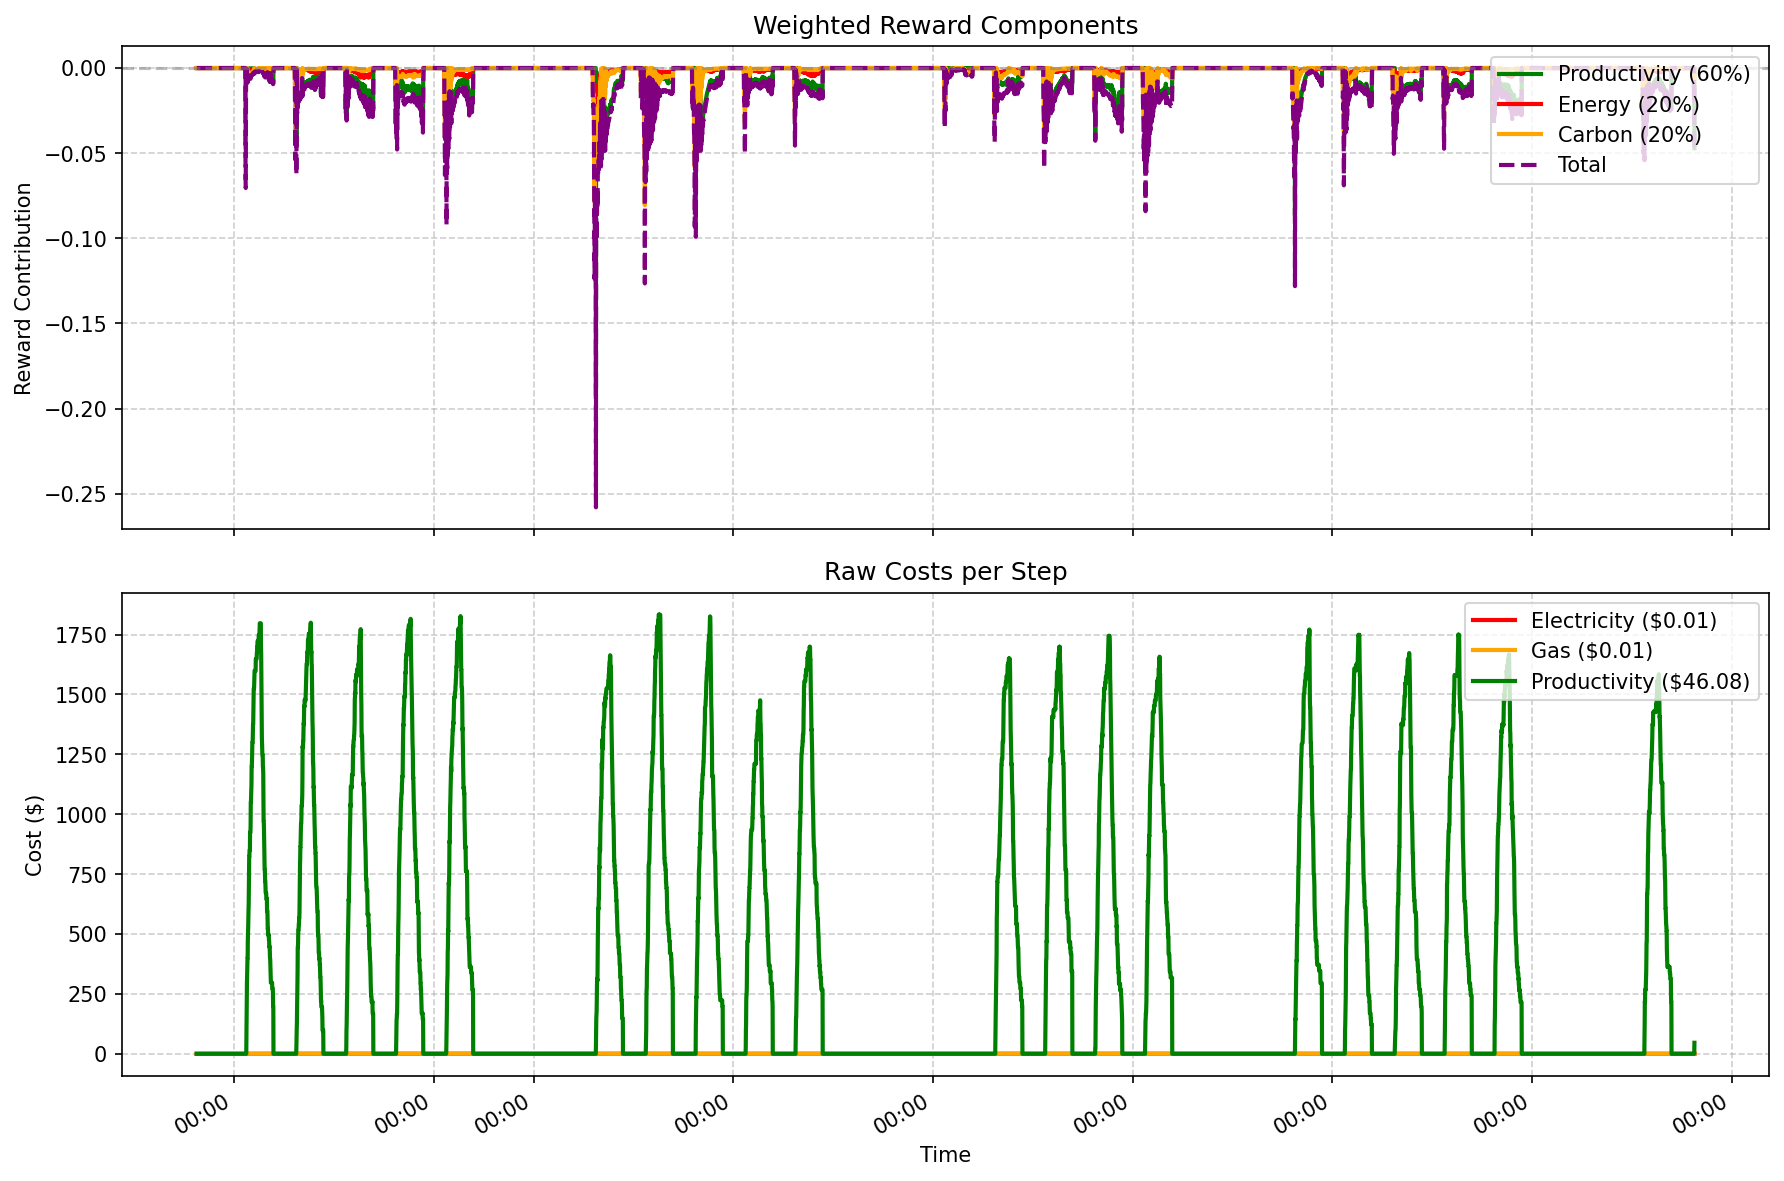 Weighted Reward Components
Reward Contribution
0.00
−0.05
−0.10
−0.15
−0.20
−0.25
Productivity (60%)
Energy (20%)
Carbon (20%)
Total
Raw Costs per Step
Cost ($)
1750
1500
1250
1000
750
500
250
0
Electricity ($0.01)
Gas ($0.01)
Productivity ($46.08)
00:00 00:00 00:00 00:00 00:00 00:00 00:00 00:00 00:00
Time